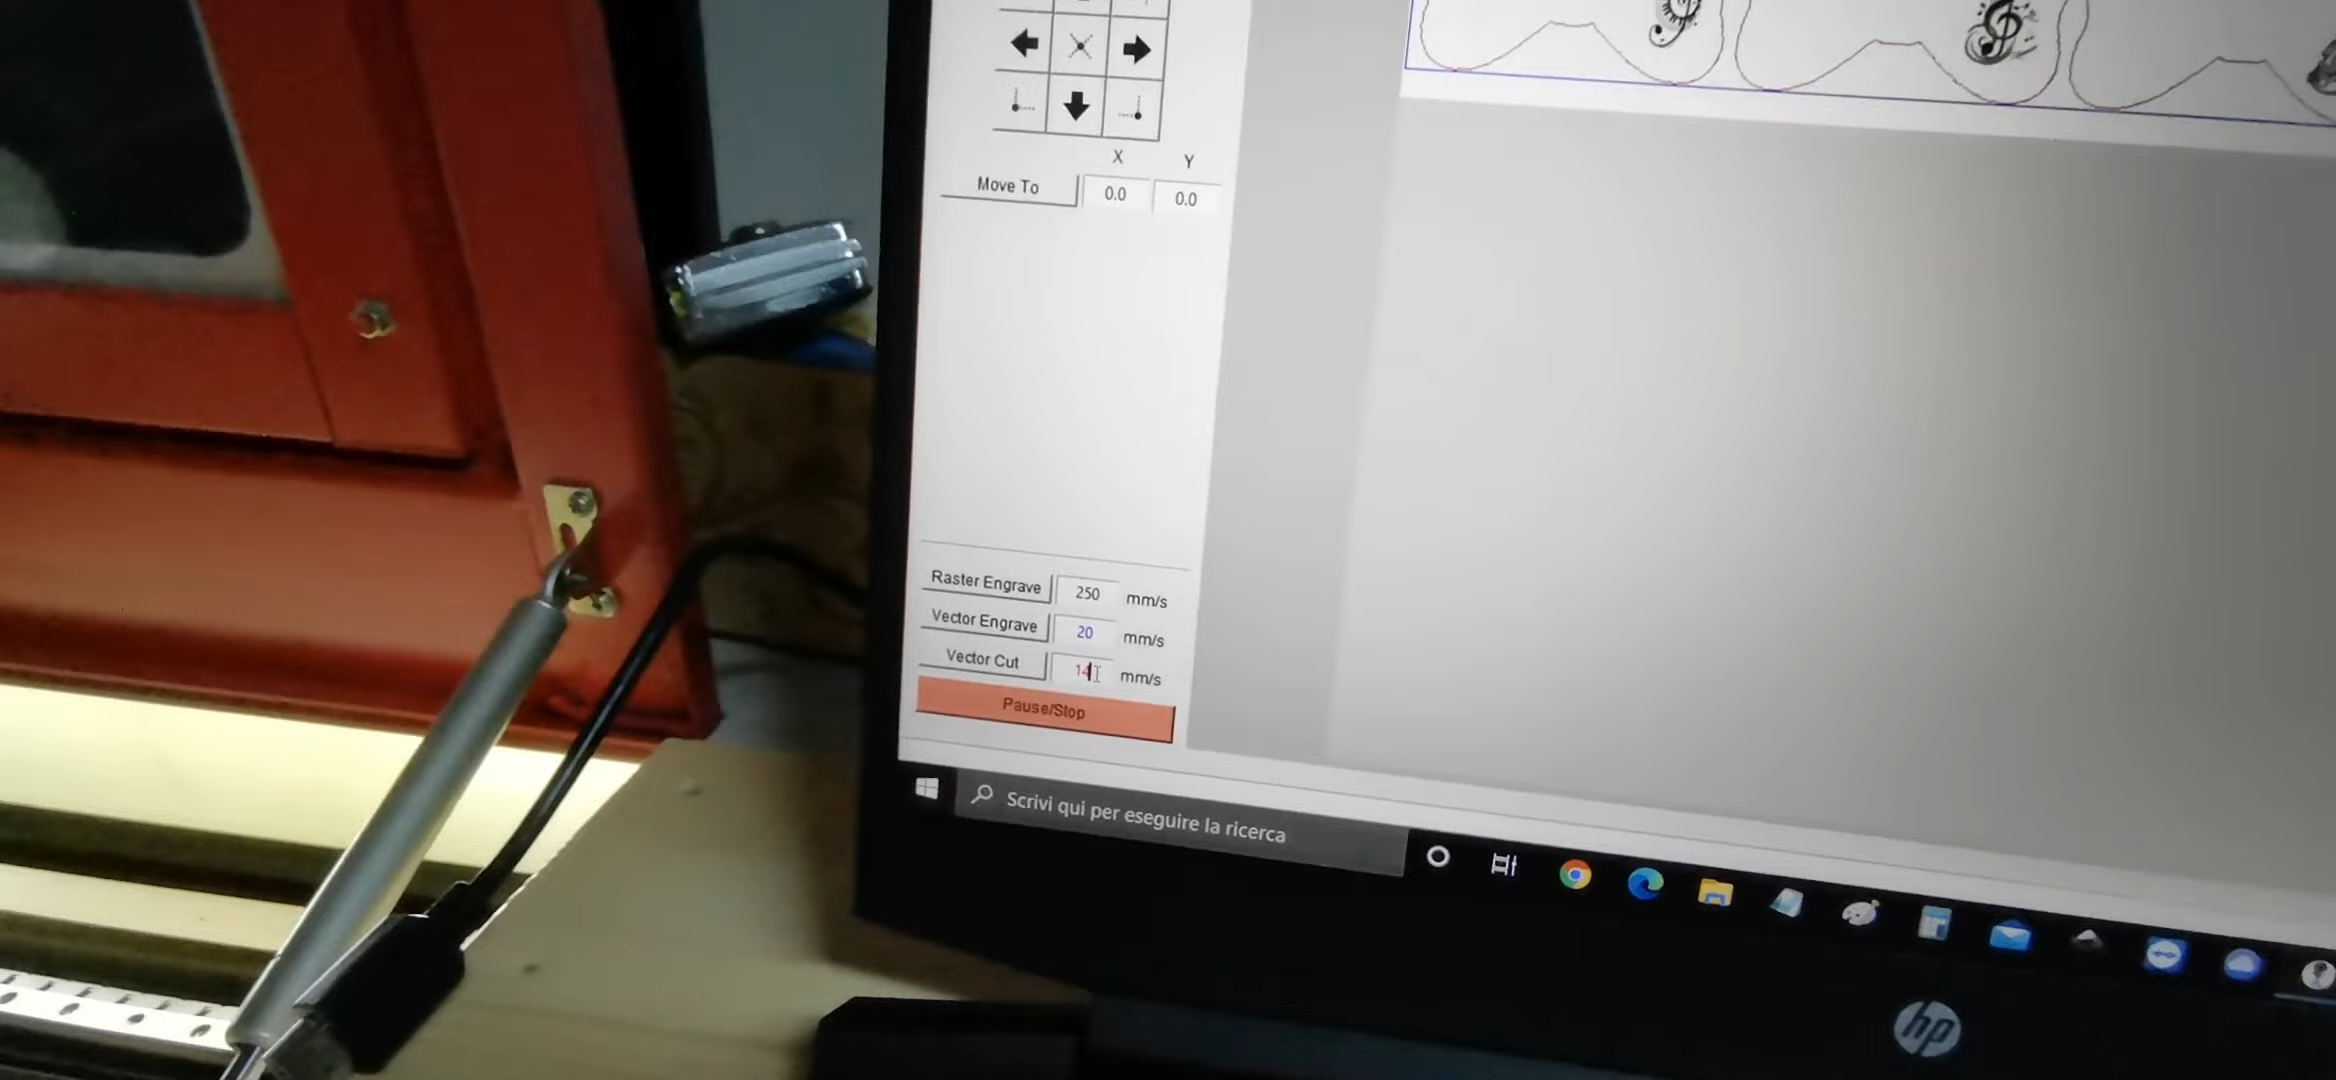 X Y
Move To 0.0 0.0
Raster Engrave 250 mm/s
Vector Engrave 20 mm/s
Vector Cut 14 mm/s
Pause/Stop
Scrivi qui per eseguire la ricerca
hp